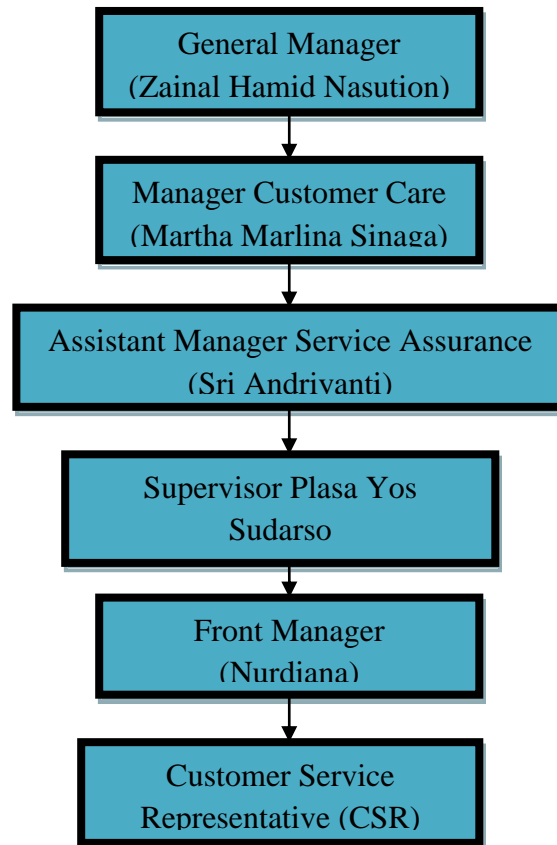 General Manager
(Zainal Hamid Nasution)
Manager Customer Care
(Martha Marlina Sinaga)
Assistant Manager Service Assurance
(Sri Andriyanti)
Supervisor Plasa Yos
Sudarso
Front Manager
(Nurdiana)
Customer Service
Representative (CSR)